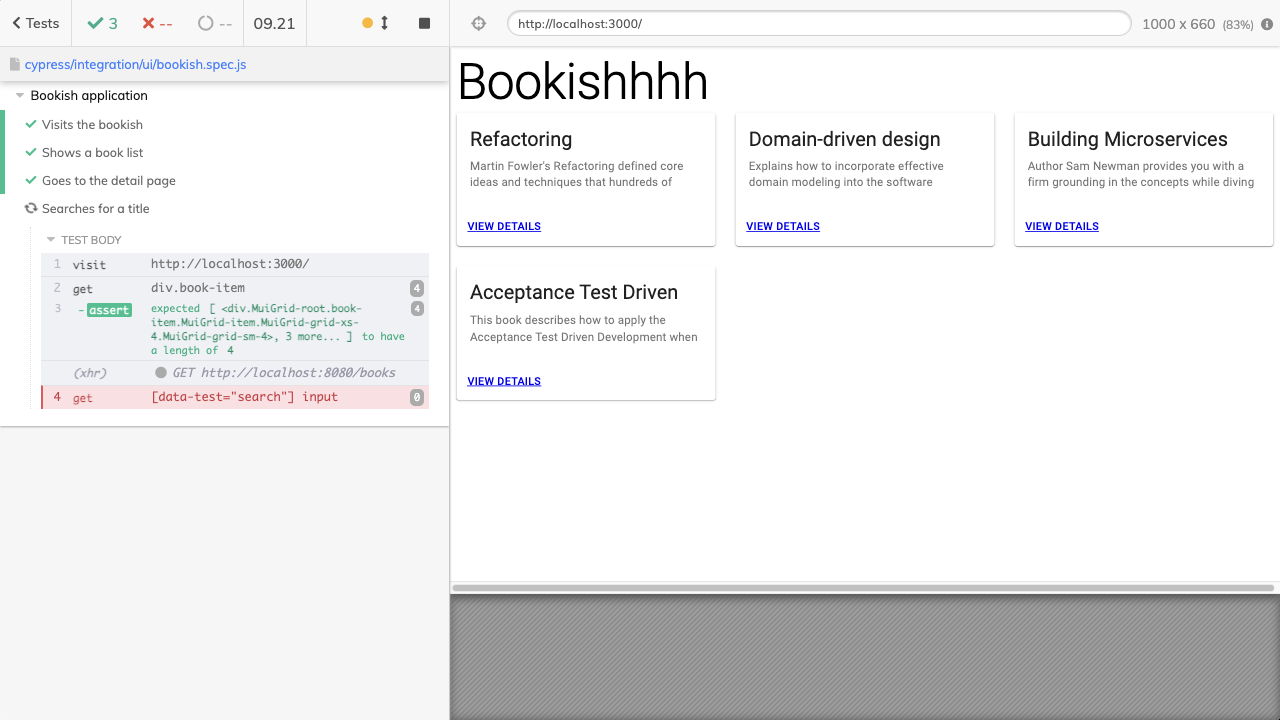 Tests
3
--
--
09.21
http://localhost:3000/
1000 x 660 (83%)
cypress/integration/ui/bookish.spec.js
Bookish application
Visits the bookish
Shows a book list
Goes to the detail page
Searches for a title
TEST BODY
1 visit http://localhost:3000/
2 get div.book-item 4
3 -assert expected [ <div.MuiGrid-root.book- 4
item.MuiGrid-item.MuiGrid-grid-xs-
4.MuiGrid-grid-sm-4>, 3 more... ] to have
a length of 4
(xhr) GET http://localhost:8080/books
4 get [data-test="search"] input 0
Bookishhhh
Refactoring
Martin Fowler's Refactoring defined core
ideas and techniques that hundreds of
VIEW DETAILS
Domain-driven design
Explains how to incorporate effective
domain modeling into the software
VIEW DETAILS
Building Microservices
Author Sam Newman provides you with a
firm grounding in the concepts while diving
VIEW DETAILS
Acceptance Test Driven
This book describes how to apply the
Acceptance Test Driven Development when
VIEW DETAILS